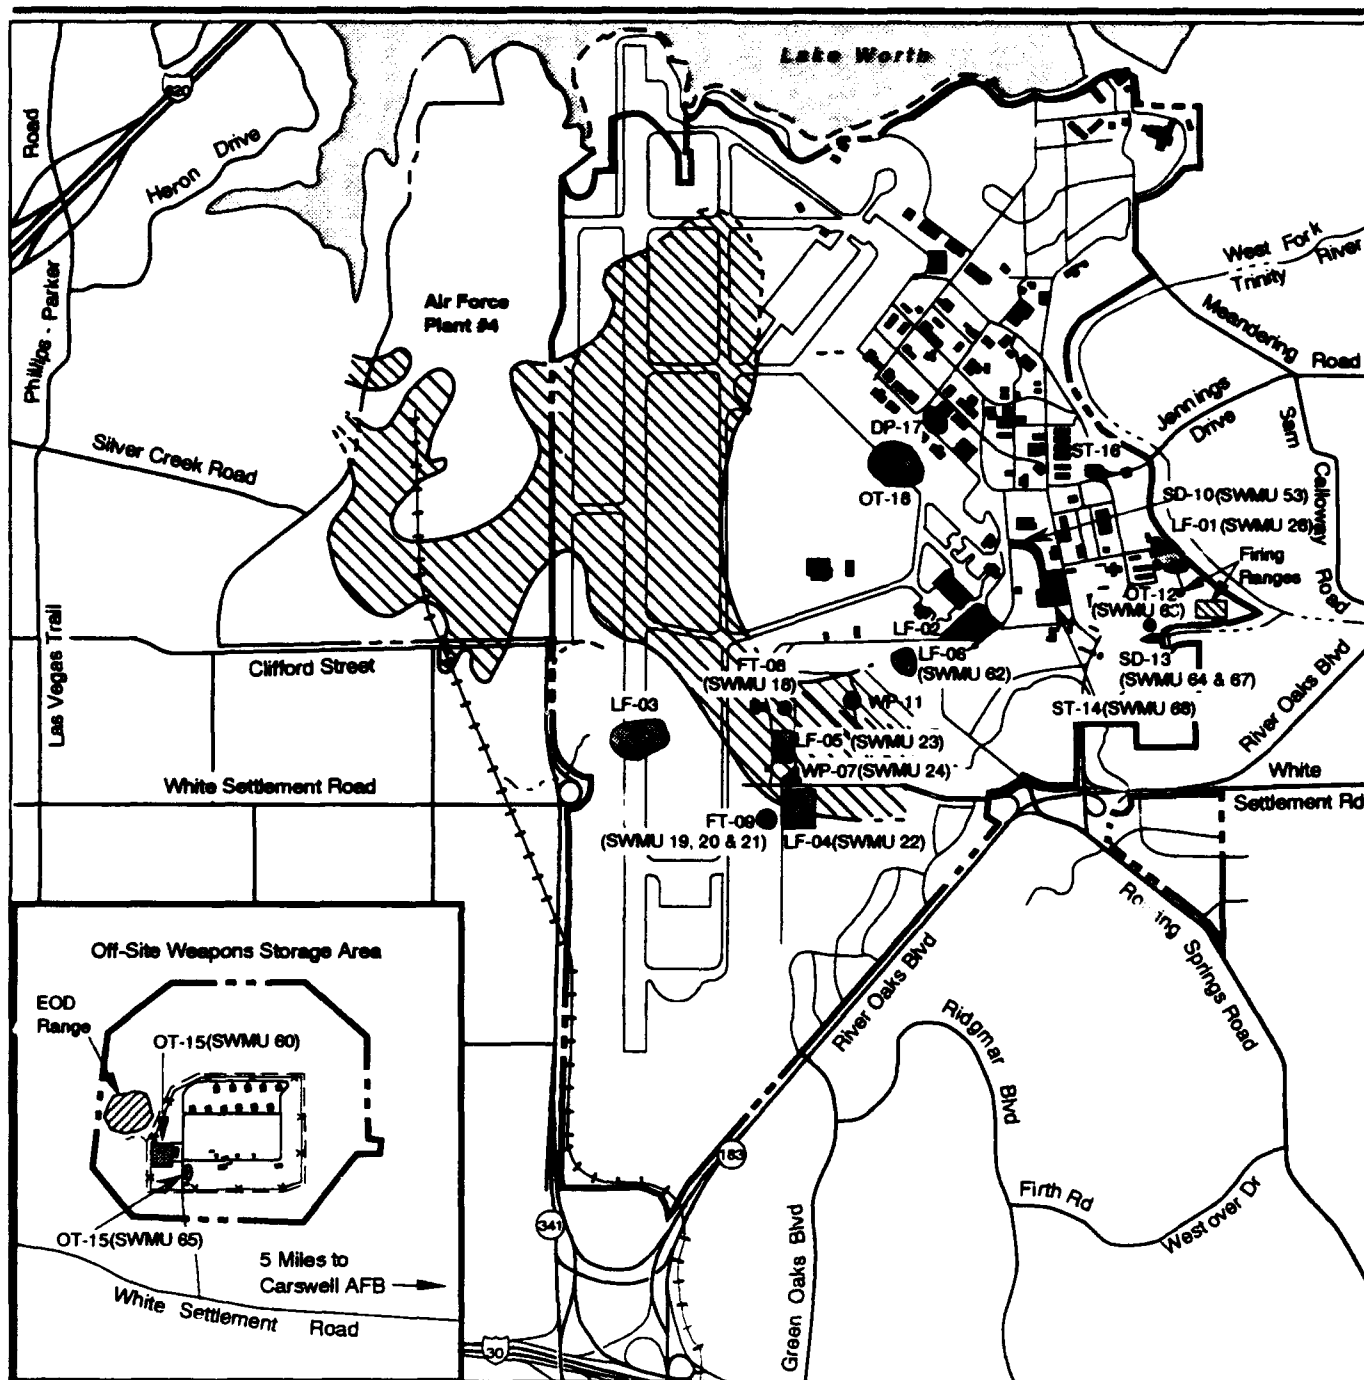 Lake Worth
820
Road
Heron Drive
West Fork
Trinity River
Air Force
Plant #4
Meandering
Road
Phillips - Parker
Jennings
Drive
Sam
Calloway
Road
DP-17
ST-16
Silver Creek Road
OT-18
SD-10(SWMU 53)
LF-01(SWMU 28)
Firing
Ranges
OT-12
LF-02
LF-06
(SWMU 62)
SD-13
(SWMU 64 & 67)
Clifford Street
FT-08
(SWMU 18)
Las Vegas Trail
LF-03
WP-11
ST-14(SWMU 68)
River Oaks Blvd
LF-05 (SWMU 23)
WP-07(SWMU 24)
White Settlement Road
White
Settlement Rd
FT-09
(SWMU 19, 20 & 21)
LF-04(SWMU 22)
Springs Road
River Oaks Blvd
Ridgmar
Blvd
Off-Site Weapons Storage Area
EOD
Range
OT-15(SWMU 60)
183
Firth Rd
Westover Dr
341
OT-15(SWMU 65)
5 Miles to
Carswell AFB
White Settlement Road
Green Oaks Blvd
30